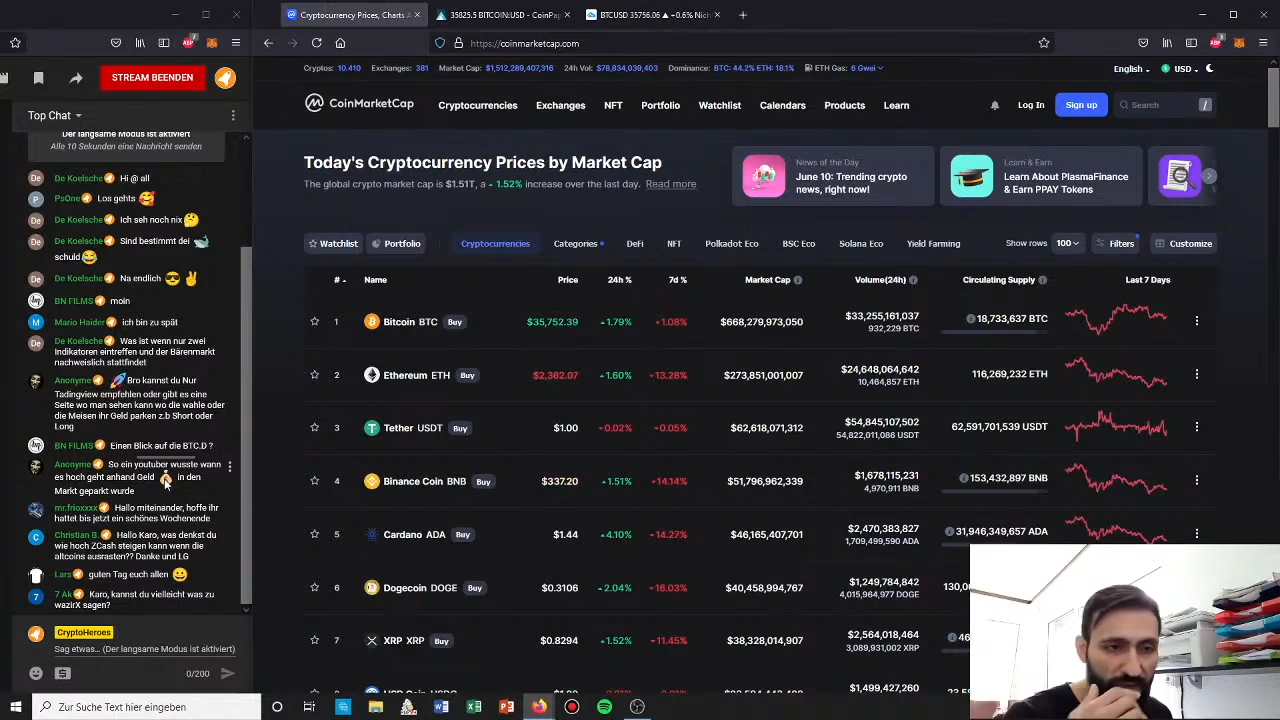 Cryptocurrency Prices, Charts A
35825.5 BITCOIN:USD - CoinPap
BTCUSD 35756.06 ▲ +0.6% Nich
https://coinmarketcap.com
STREAM BEENDEN
Top Chat
Der langsame Modus ist aktiviert
Alle 10 Sekunden eine Nachricht senden
De Koelsche Hi @ all
PsOne Los gehts
De Koelsche Ich seh noch nix
De Koelsche Sind bestimmt dei
schuld
De Koelsche Na endlich
BN FILMS moin
Mario Haider ich bin zu spät
De Koelsche Was ist wenn nur zwei
Indikatoren eintreffen und der Bärenmarkt
nachweislich stattfindet
Anonyme Bro kannst du Nur
Tadingview empfehlen oder gibt es eine
Seite wo man sehen kann wo die wahle oder
die Meisen ihr Geld parken z.b Short oder
Long
BN FILMS Einen Blick auf die BTC.D ?
Anonyme So ein youtuber wusste wann
es hoch geht anhand Geld in den
Markt geparkt wurde
mr.frioxxxx Hallo miteinander, hoffe ihr
hattet bis jetzt ein schönes Wochenende
Christian B. Hallo Karo, was denkst du
wie hoch ZCash steigen kann wenn die
altcoins ausrasten?? Danke und LG
Lars guten Tag euch allen
7 Ak Karo, kannst du vielleicht was zu
wazirX sagen?
CryptoHeroes
Sag etwas... (Der langsame Modus ist aktiviert)
0/200
Zur Suche Text hier eingeben
Cryptos: 10.410 Exchanges: 381 Market Cap: $1,512,289,407,316 24h Vol: $78,834,039,403 Dominance: BTC: 44.2% ETH: 18.1% ETH Gas: 6 Gwei
English USD
CoinMarketCap Cryptocurrencies Exchanges NFT Portfolio Watchlist Calendars Products Learn Log In Sign up Search /
Today's Cryptocurrency Prices by Market Cap
The global crypto market cap is $1.51T, a 1.52% increase over the last day. Read more
News of the Day
June 10: Trending crypto
news, right now!
Learn & Earn
Learn About PlasmaFinance
& Earn PPAY Tokens
Watchlist Portfolio Cryptocurrencies Categories DeFi NFT Polkadot Eco BSC Eco Solana Eco Yield Farming Show rows 100 Filters Customize
# Name Price 24h % 7d % Market Cap Volume(24h) Circulating Supply Last 7 Days
1 Bitcoin BTC Buy $35,752.39 1.79% 1.08% $668,279,973,050 $33,255,161,037 18,733,637 BTC
932,229 BTC
2 Ethereum ETH Buy $2,362.07 1.60% 13.28% $273,851,001,007 $24,648,064,642 116,269,232 ETH
10,464,857 ETH
3 Tether USDT Buy $1.00 0.02% 0.05% $62,618,071,312 $54,845,107,502 62,591,701,539 USDT
54,822,011,086 USDT
4 Binance Coin BNB Buy $337.20 1.51% 14.14% $51,796,962,339 $1,678,115,231 153,432,897 BNB
4,970,911 BNB
5 Cardano ADA Buy $1.44 4.10% 14.27% $46,165,407,701 $2,470,383,827 31,946,349,657 ADA
1,709,499,590 ADA
6 Dogecoin DOGE Buy $0.3106 2.04% 16.03% $40,458,994,767 $1,249,784,842 130,00
4,015,964,977 DOGE
7 XRP XRP Buy $0.8294 1.52% 11.45% $38,328,014,907 $2,564,018,464 46
3,089,931,002 XRP
$1,499,427,260